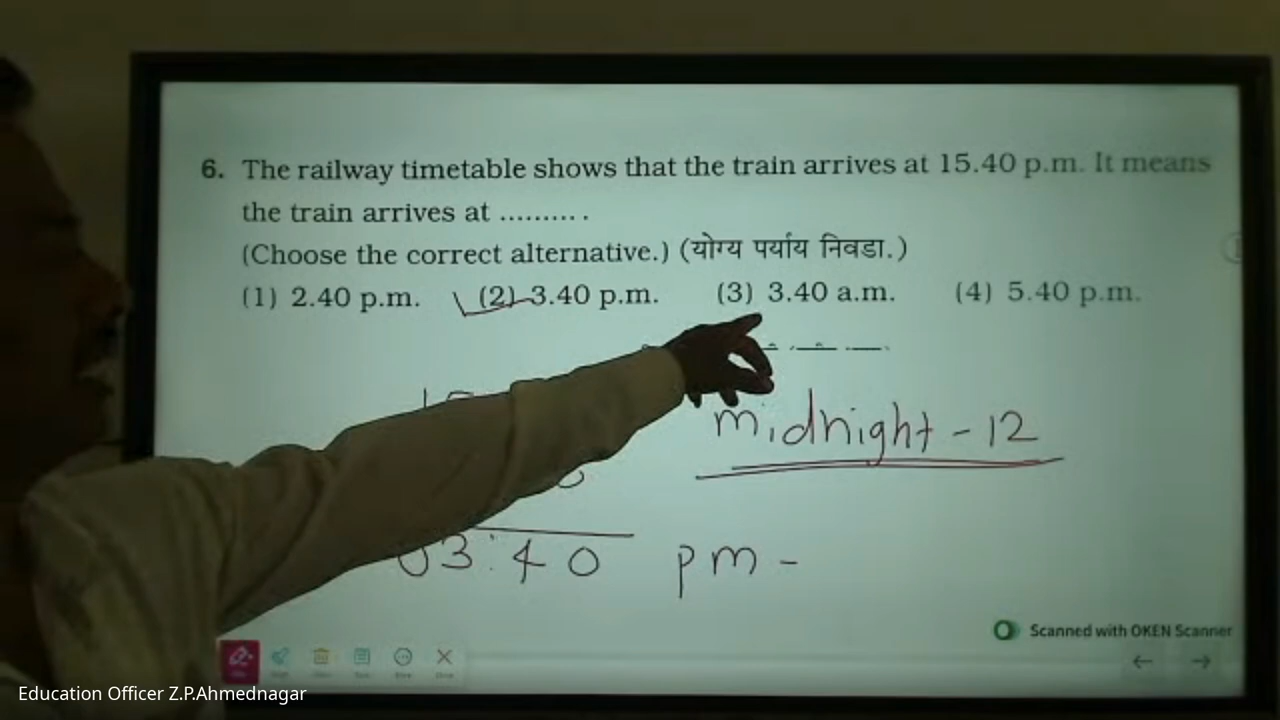 6. The railway timetable shows that the train arrives at 15.40 p.m. It means
the train arrives at ..........
(Choose the correct alternative.) (योग्य पर्याय निवडा.)
(1) 2.40 p.m. (2) 3.40 p.m. (3) 3.40 a.m. (4) 5.40 p.m.
midnight - 12
03:40 pm -
Scanned with OKEN Scanner
Education Officer Z.P.Ahmednagar